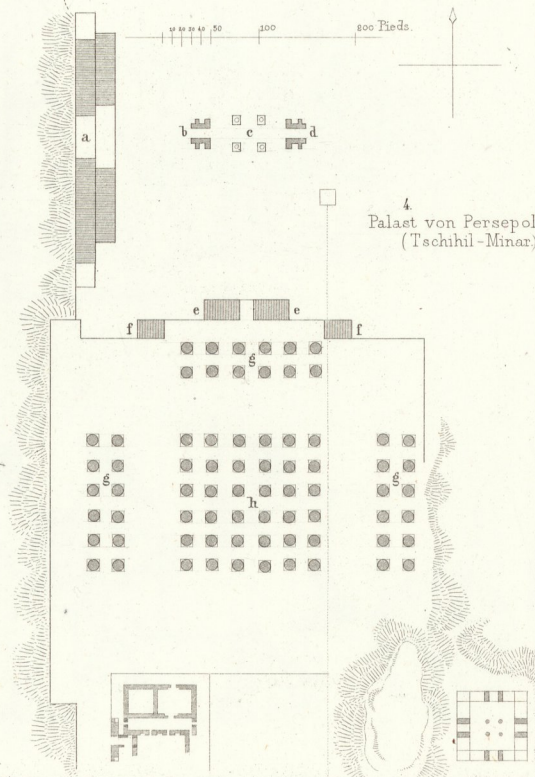 10 20 30 40 50 100 200 Pieds.
a
b c d
4.
Palast von Persepol
(Tschihil-Minar.)
e e
f f
g
g g
h